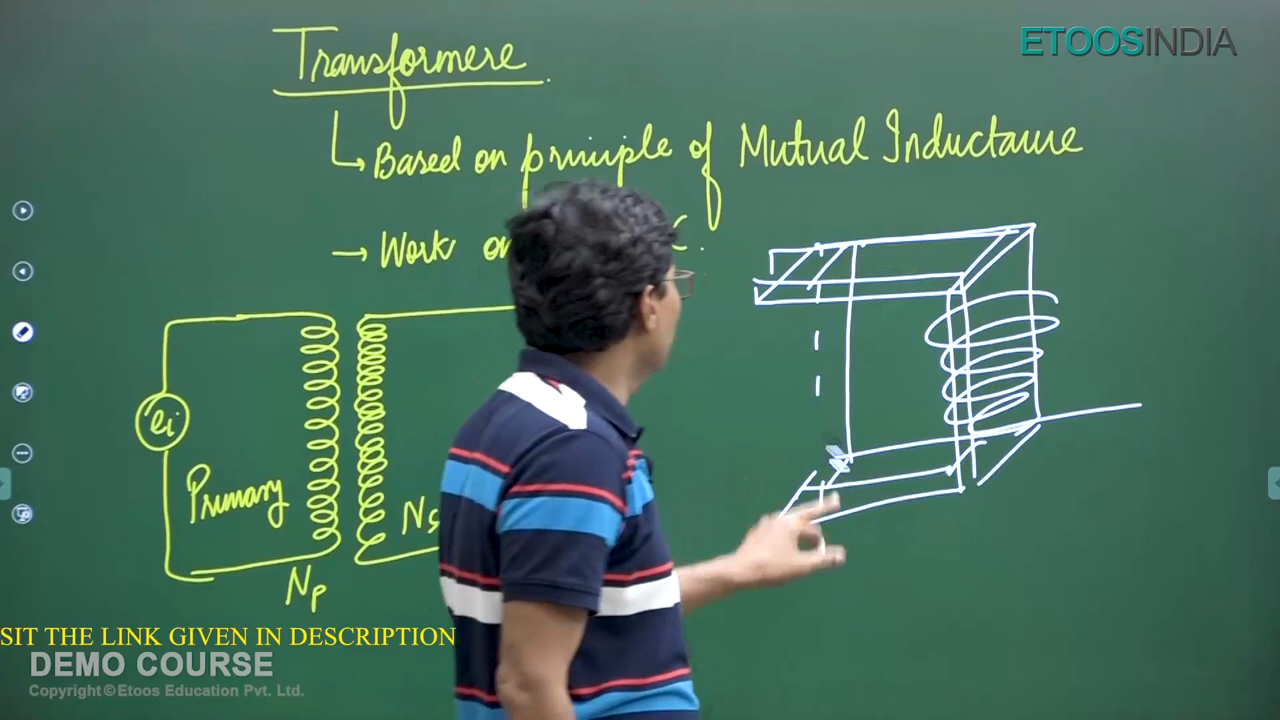 ETOOSINDIA
Transformere
Based on principle of Mutual Inductance
→ Work on
ei
Primary
Np
Ns
SIT THE LINK GIVEN IN DESCRIPTION
DEMO COURSE
Copyright © Etoos Education Pvt. Ltd.